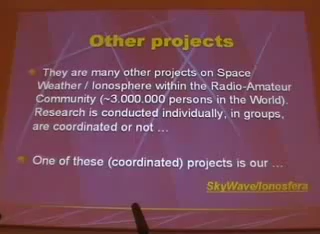 Other projects
They are many other projects on Space
Weather / Ionosphere within the Radio-Amateur
Community (~3.000.000 persons in the World).
Research is conducted individually, in groups,
are coordinated or not ...
One of these (coordinated) projects is our ...
SkyWave/Ionosfera